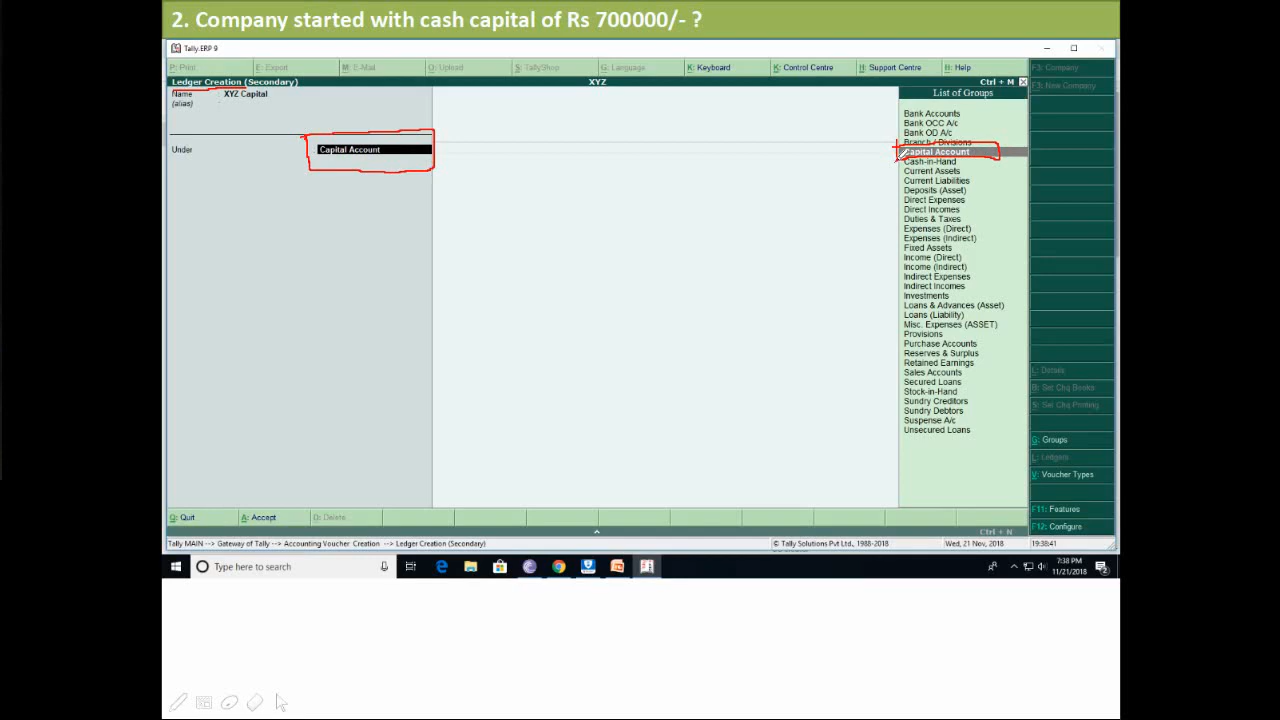 2. Company started with cash capital of Rs 700000/- ?
Tally.ERP 9
P: Print E: Export M: E-Mail O: Upload S: TallyShop G: Language K: Keyboard K: Control Centre H: Support Centre H: Help F3: Company
Ledger Creation (Secondary) XYZ Ctrl + M F3: New Company
Name XYZ Capital
(alias)
Under Capital Account
List of Groups
Bank Accounts
Bank OCC A/c
Bank OD A/c
Branch / Divisions
Capital Account
Cash-in-Hand
Current Assets
Current Liabilities
Deposits (Asset)
Direct Expenses
Direct Incomes
Duties & Taxes
Expenses (Direct)
Expenses (Indirect)
Fixed Assets
Income (Direct)
Income (Indirect)
Indirect Expenses
Indirect Incomes
Investments
Loans & Advances (Asset)
Loans (Liability)
Misc. Expenses (ASSET)
Provisions
Purchase Accounts
Reserves & Surplus
Retained Earnings
Sales Accounts
Secured Loans
Stock-in-Hand
Sundry Creditors
Sundry Debtors
Suspense A/c
Unsecured Loans
L: Details
B: Set Chq Books
S: Set Chq Printing
G: Groups
L: Ledgers
V: Voucher Types
F11: Features
F12: Configure
Q: Quit A: Accept D: Delete
Ctrl + N
Tally MAIN --> Gateway of Tally --> Accounting Voucher Creation --> Ledger Creation (Secondary) © Tally Solutions Pvt Ltd., 1988-2018 Wed, 21 Nov, 2018 19:38:41
Type here to search 7:38 PM
11/21/2018